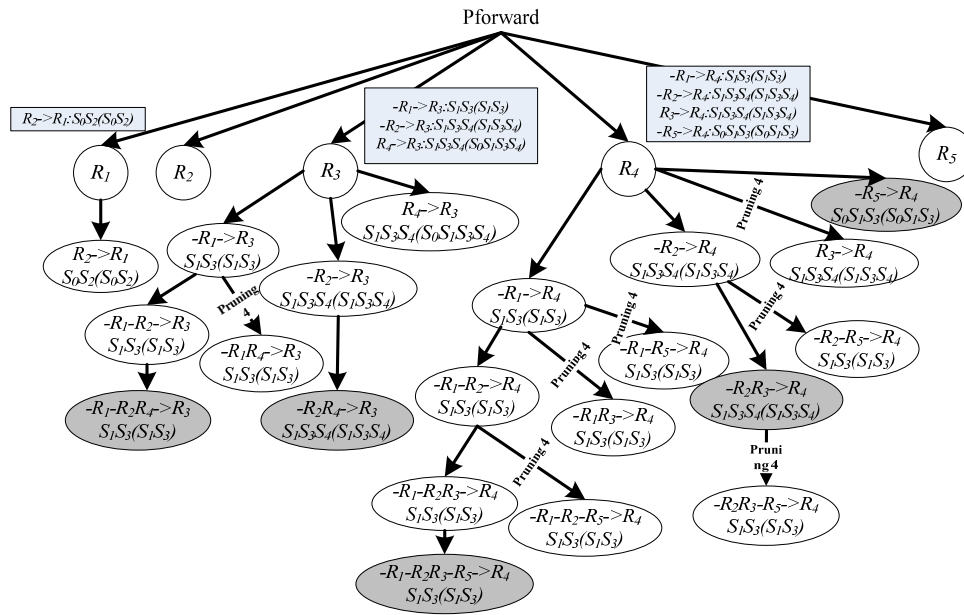 Pforward
R₂->R₁:S₀S₂(S₀S₂)
-R₁->R₃:S₁S₃(S₁S₃)
-R₂->R₃:S₁S₃S₄(S₁S₃S₄)
R₄->R₃:S₁S₃S₄(S₀S₁S₃S₄)
-R₁->R₄:S₁S₃(S₁S₃)
-R₂->R₄:S₁S₃S₄(S₁S₃S₄)
R₃->R₄:S₁S₃S₄(S₁S₃S₄)
-R₅->R₄:S₀S₁S₃(S₀S₁S₃)
R₁
R₂
R₃
R₄
R₅
R₂->R₁
S₀S₂(S₀S₂)
-R₁->R₃
S₁S₃(S₁S₃)
R₄->R₃
S₁S₃S₄(S₀S₁S₃S₄)
-R₂->R₃
S₁S₃S₄(S₁S₃S₄)
Pruning
4
-R₁-R₂->R₃
S₁S₃(S₁S₃)
-R₁R₄->R₃
S₁S₃(S₁S₃)
-R₁-R₂R₄->R₃
S₁S₃(S₁S₃)
-R₂R₄->R₃
S₁S₃S₄(S₁S₃S₄)
Pruning 4
-R₅->R₄
S₀S₁S₃(S₀S₁S₃)
-R₂->R₄
S₁S₃S₄(S₁S₃S₄)
R₃->R₄
S₁S₃S₄(S₁S₃S₄)
-R₁->R₄
S₁S₃(S₁S₃)
Pruning 4
Pruning 4
Pruning 4
-R₁-R₅->R₄
S₁S₃(S₁S₃)
-R₂-R₅->R₄
S₁S₃(S₁S₃)
-R₁-R₂->R₄
S₁S₃(S₁S₃)
-R₁R₃->R₄
S₁S₃(S₁S₃)
-R₂R₃->R₄
S₁S₃S₄(S₁S₃S₄)
Pruning 4
Pruni
ng 4
-R₁-R₂R₃->R₄
S₁S₃(S₁S₃)
-R₁-R₂-R₅->R₄
S₁S₃(S₁S₃)
-R₂R₃-R₅->R₄
S₁S₃(S₁S₃)
-R₁-R₂R₃-R₅->R₄
S₁S₃(S₁S₃)